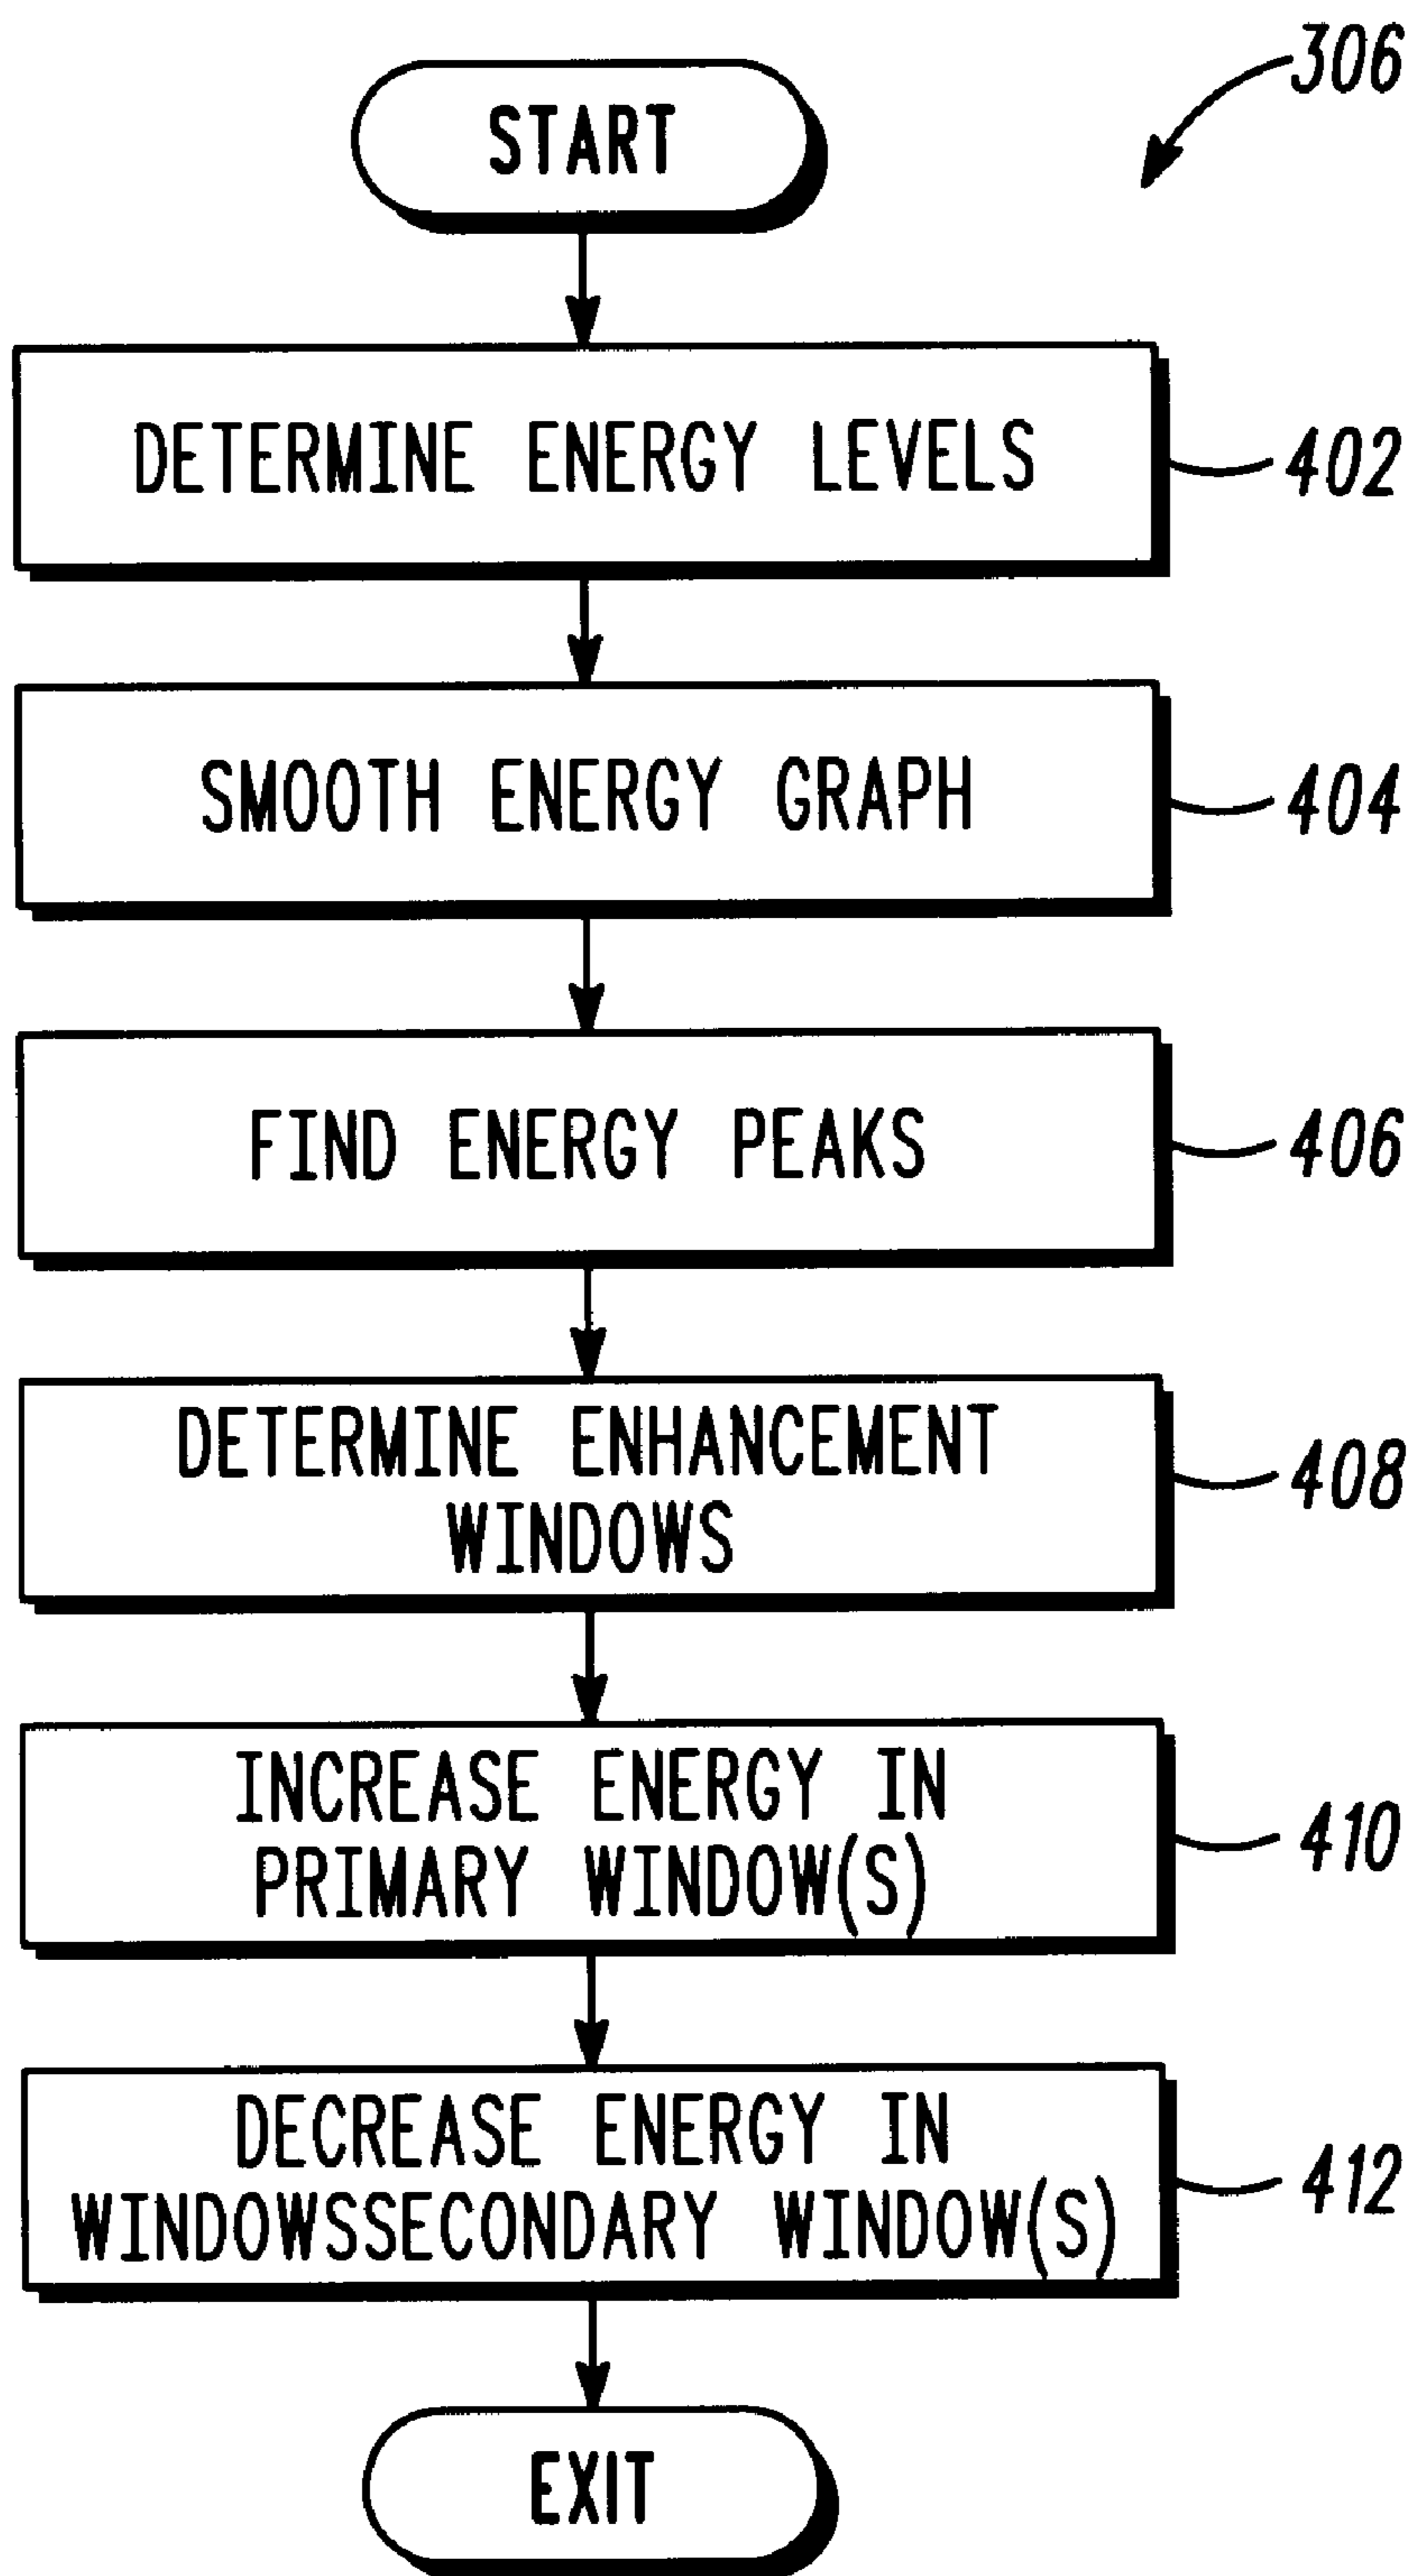 306
START
DETERMINE ENERGY LEVELS
402
SMOOTH ENERGY GRAPH
404
FIND ENERGY PEAKS
406
DETERMINE ENHANCEMENT
WINDOWS
408
INCREASE ENERGY IN
PRIMARY WINDOW(S)
410
DECREASE ENERGY IN
WINDOWSSECONDARY WINDOW(S)
412
EXIT